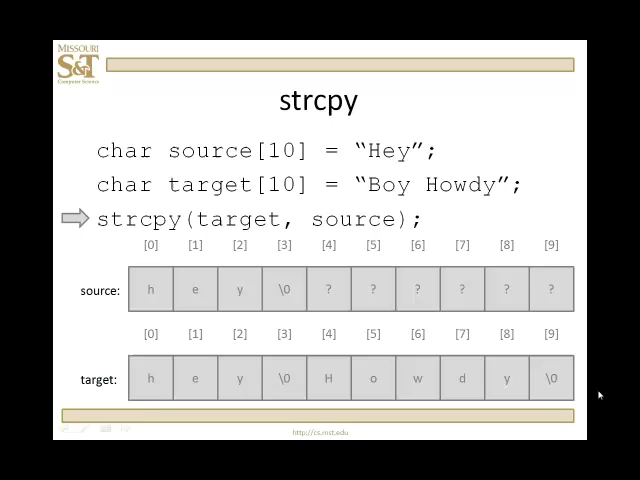 MISSOURI
S&T
Computer Science
strcpy
char source[10] = “Hey”;
char target[10] = “Boy Howdy”;
strcpy(target, source);
[0] [1] [2] [3] [4] [5] [6] [7] [8] [9]
source: h e y \0 ? ? ? ? ? ?
[0] [1] [2] [3] [4] [5] [6] [7] [8] [9]
target: h e y \0 H o w d y \0
http://cs.mst.edu